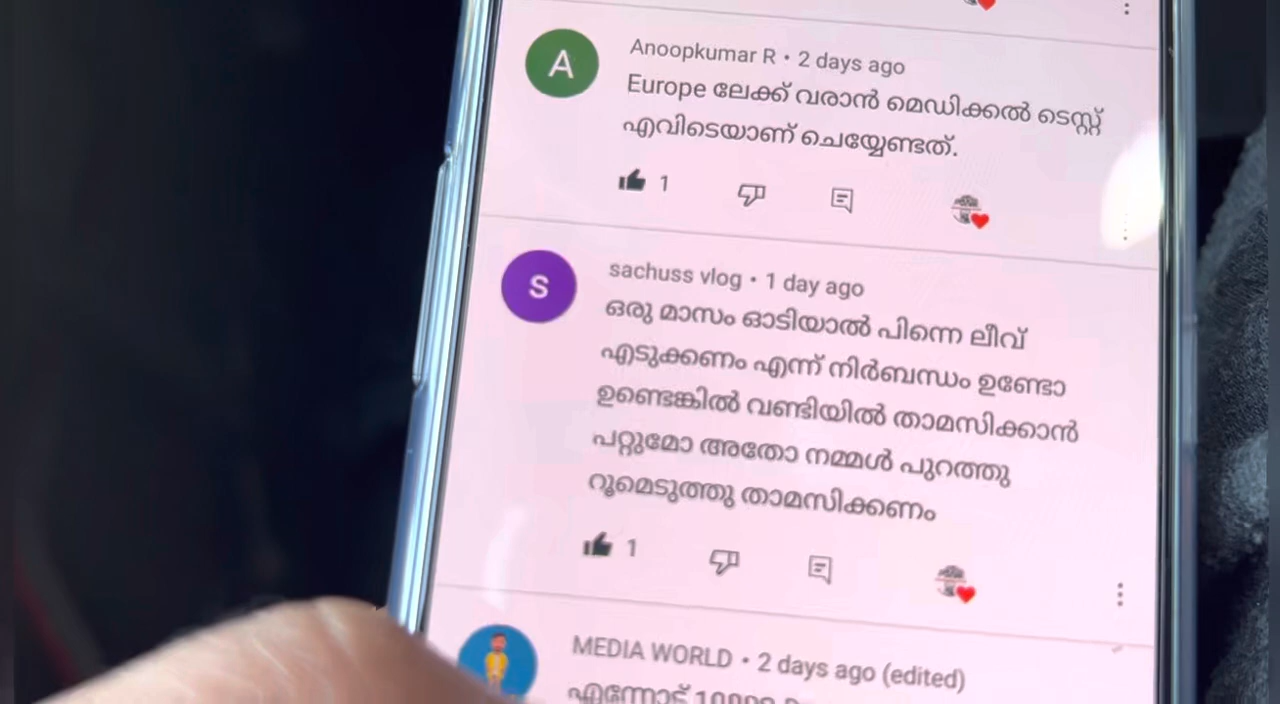 A
Anoopkumar R • 2 days ago
Europe ലേക്ക് വരാൻ മെഡിക്കൽ ടെസ്റ്റ്
എവിടെയാണ് ചെയ്യേണ്ടത്.
1
S
sachuss vlog • 1 day ago
ഒരു മാസം ഓടിയാൽ പിന്നെ ലീവ്
എടുക്കണം എന്ന് നിർബന്ധം ഉണ്ടോ
ഉണ്ടെങ്കിൽ വണ്ടിയിൽ താമസിക്കാൻ
പറ്റുമോ അതോ നമ്മൾ പുറത്തു
റൂമെടുത്തു താമസിക്കണം
1
MEDIA WORLD • 2 days ago (edited)
എന്നോട്